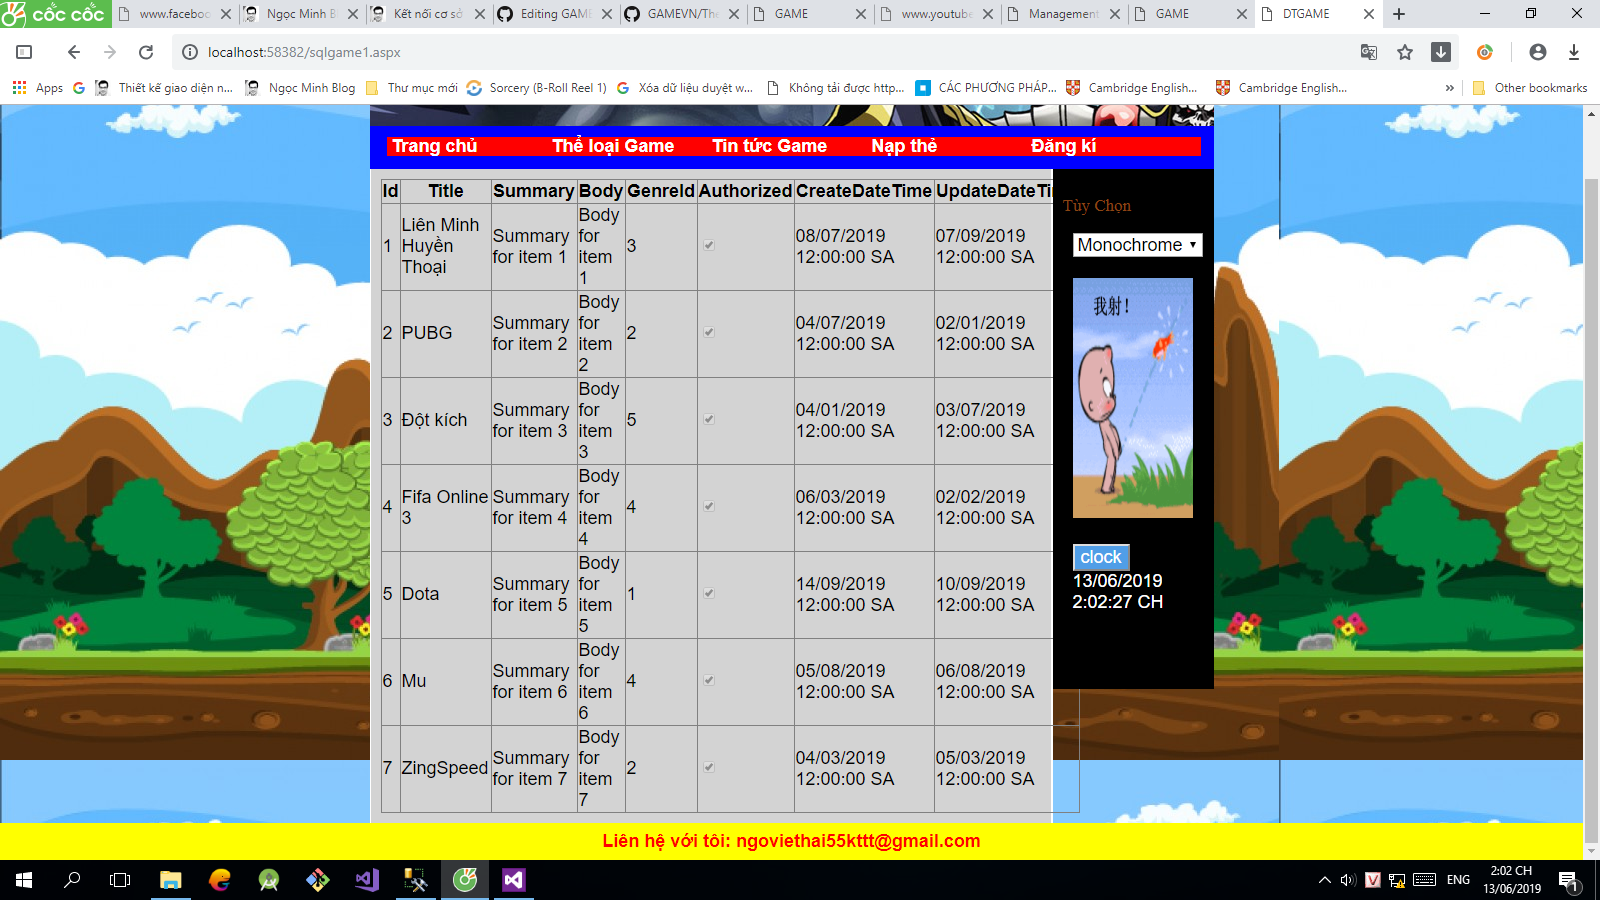 cốc cốc
www.faceboo
Ngọc Minh B
Kết nối cơ sở
Editing GAM
GAMEVN/The
GAME
www.youtube
Management
GAME
DTGAME
localhost:58382/sqlgame1.aspx
Apps
Thiết kế giao diện n...
Ngọc Minh Blog
Thư mục mới
Sorcery (B-Roll Reel 1)
Xóa dữ liệu duyệt w...
Không tải được http...
CÁC PHƯƠNG PHÁP...
Cambridge English...
Cambridge English...
Other bookmarks
Trang chủ
Thể loại Game
Tin tức Game
Nạp thẻ
Đăng kí
Id Title Summary Body GenreId Authorized CreateDateTime UpdateDateTi
1 Liên Minh Huyền Thoại Summary for item 1 Body for item 1 3 08/07/2019 12:00:00 SA 07/09/2019 12:00:00 SA
2 PUBG Summary for item 2 Body for item 2 2 04/07/2019 12:00:00 SA 02/01/2019 12:00:00 SA
3 Đột kích Summary for item 3 Body for item 3 5 04/01/2019 12:00:00 SA 03/07/2019 12:00:00 SA
4 Fifa Online 3 Summary for item 4 Body for item 4 4 06/03/2019 12:00:00 SA 02/02/2019 12:00:00 SA
5 Dota Summary for item 5 Body for item 5 1 14/09/2019 12:00:00 SA 10/09/2019 12:00:00 SA
6 Mu Summary for item 6 Body for item 6 4 05/08/2019 12:00:00 SA 06/08/2019 12:00:00 SA
7 ZingSpeed Summary for item 7 Body for item 7 2 04/03/2019 12:00:00 SA 05/03/2019 12:00:00 SA
Tùy Chọn
Monochrome
我射!
clock
13/06/2019
2:02:27 CH
Liên hệ với tôi: ngoviethai55kttt@gmail.com
ENG
2:02 CH
13/06/2019
1